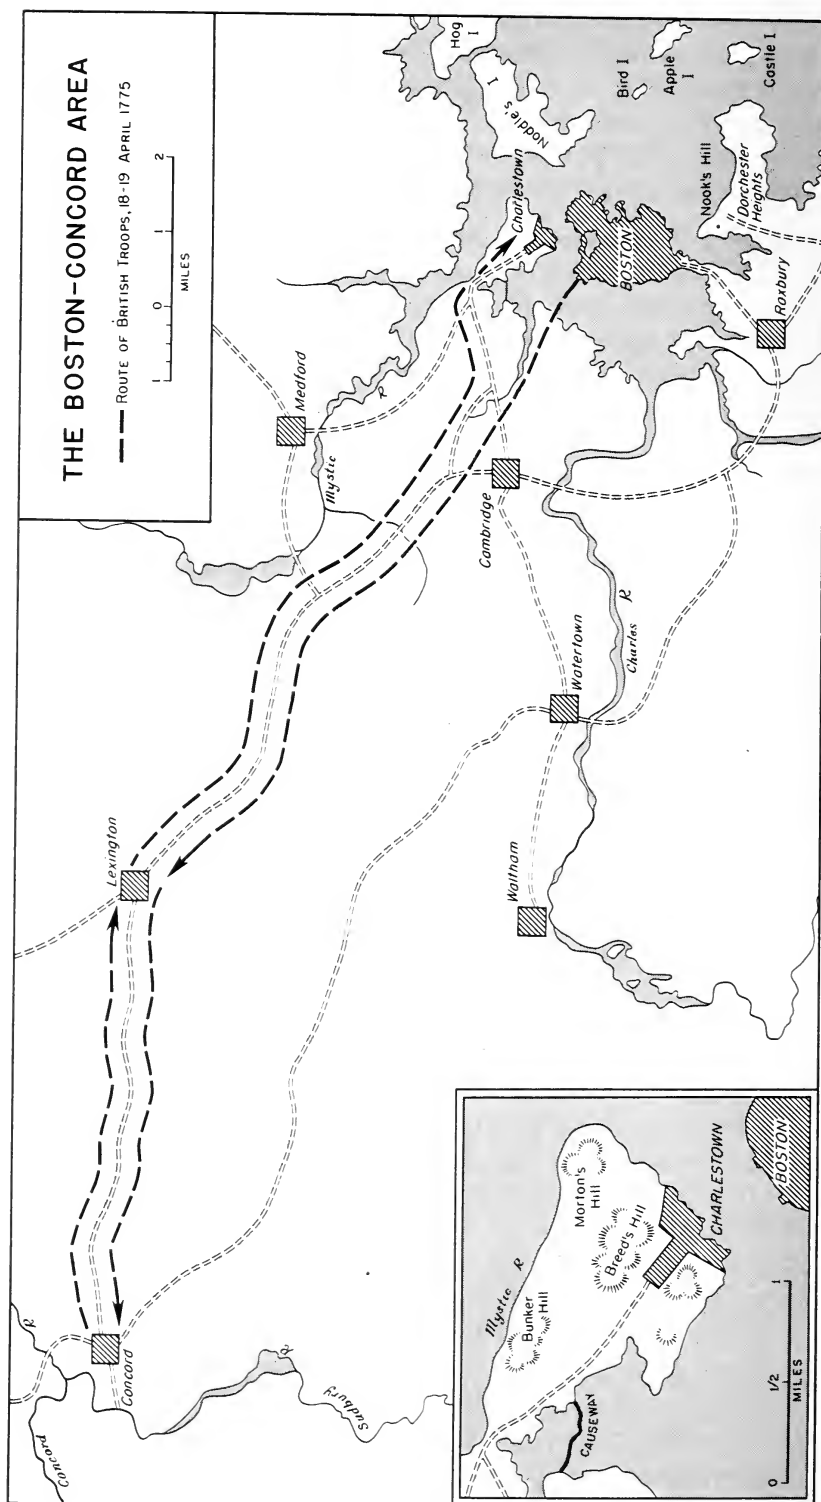 THE BOSTON-CONCORD AREA
ROUTE OF BRITISH TROOPS, 18-19 APRIL 1775
1 0 1 2
MILES
Concord R
Concord
Sudbury R
Lexington
Medford
Mystic R
Cambridge
Watertown
Waltham
Charles R
Charlestown
BOSTON
Roxbury
Nook's Hill
Dorchester
Heights
Noddle's I
Hog
I
Bird I
Apple
I
Castle I
Mystic R
Bunker
Hill
Morton's
Hill
Breed's Hill
CHARLESTOWN
BOSTON
CAUSEWAY
0 1/2 1
MILES